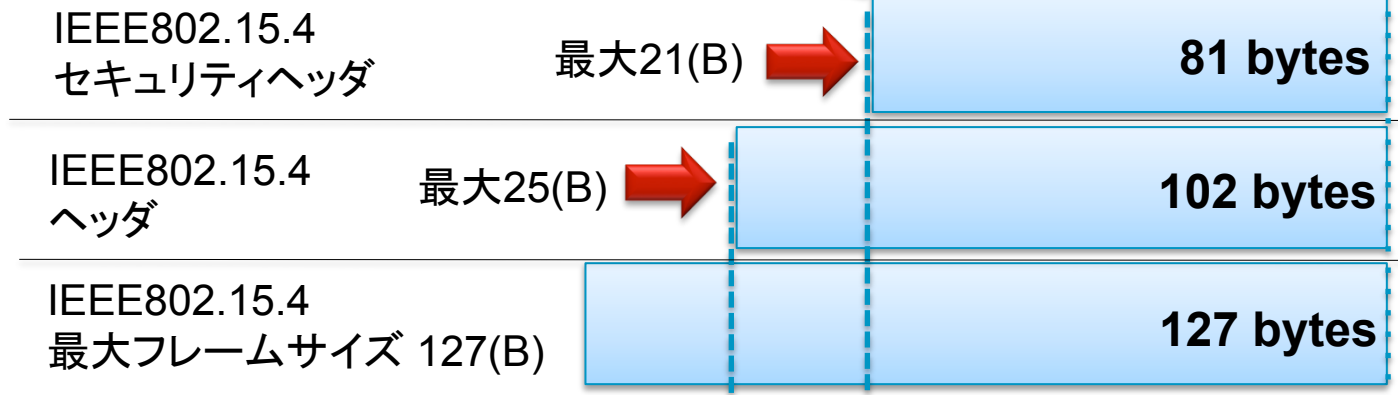 IEEE802.15.4
セキュリティヘッダ
最大21(B)
81 bytes
IEEE802.15.4
ヘッダ
最大25(B)
102 bytes
IEEE802.15.4
最大フレームサイズ 127(B)
127 bytes